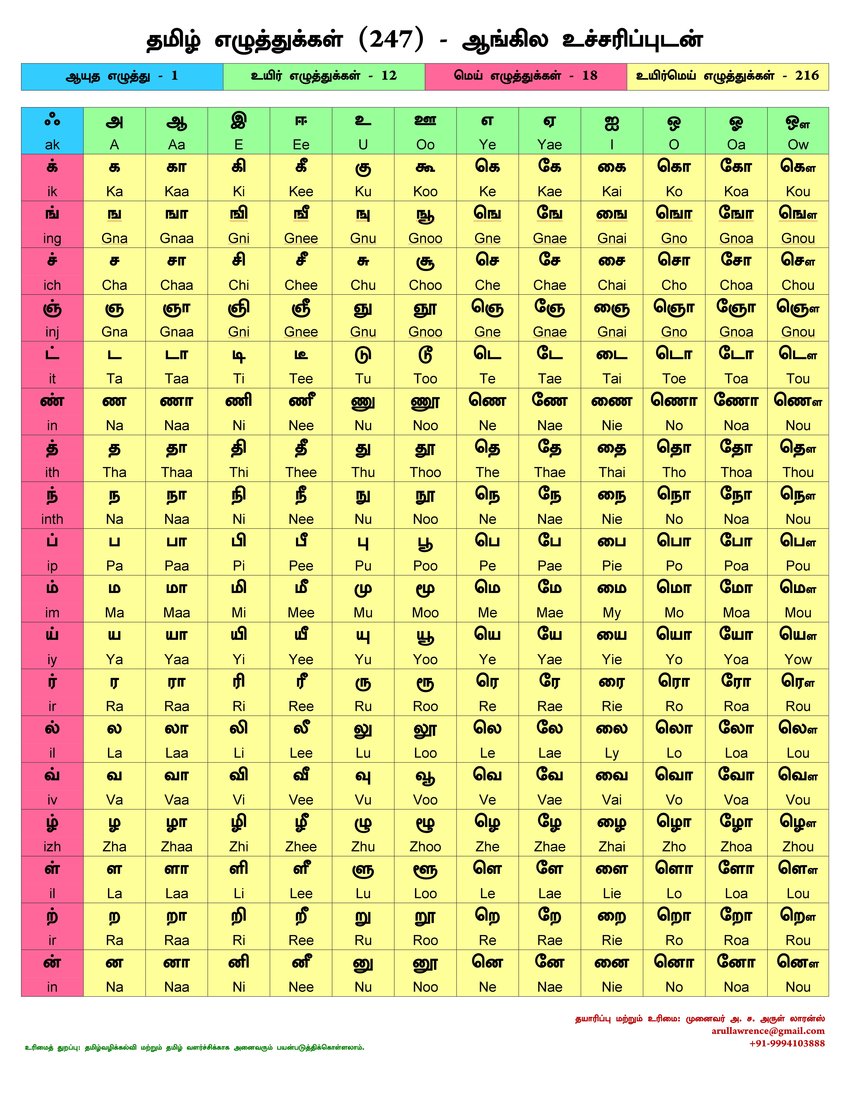 தமிழ் எழுத்துக்கள் (247) - ஆங்கில உச்சரிப்புடன்
ஆயுத எழுத்து - 1 உயிர் எழுத்துக்கள் - 12 மெய் எழுத்துக்கள் - 18 உயிர்மெய் எழுத்துக்கள் - 216
ஃ அ ஆ இ ஈ உ ஊ எ ஏ ஐ ஒ ஓ ஔ
ak A Aa E Ee U Oo Ye Yae I O Oa Ow
க் க கா கி கீ கு கூ கெ கே கை கொ கோ கௌ
ik Ka Kaa Ki Kee Ku Koo Ke Kae Kai Ko Koa Kou
ங் ங ஙா ஙி ஙீ ஙு ஙூ ஙெ ஙே ஙை ஙொ ஙோ ஙௌ
ing Gna Gnaa Gni Gnee Gnu Gnoo Gne Gnae Gnai Gno Gnoa Gnou
ச் ச சா சி சீ சு சூ செ சே சை சொ சோ சௌ
ich Cha Chaa Chi Chee Chu Choo Che Chae Chai Cho Choa Chou
ஞ் ஞ ஞா ஞி ஞீ ஞு ஞூ ஞெ ஞே ஞை ஞொ ஞோ ஞௌ
inj Gna Gnaa Gni Gnee Gnu Gnoo Gne Gnae Gnai Gno Gnoa Gnou
ட் ட டா டி டீ டு டூ டெ டே டை டொ டோ டௌ
it Ta Taa Ti Tee Tu Too Te Tae Tai Toe Toa Tou
ண் ண ணா ணி ணீ ணு ணூ ணெ ணே ணை ணொ ணோ ணௌ
in Na Naa Ni Nee Nu Noo Ne Nae Nie No Noa Nou
த் த தா தி தீ து தூ தெ தே தை தொ தோ தௌ
ith Tha Thaa Thi Thee Thu Thoo The Thae Thai Tho Thoa Thou
ந் ந நா நி நீ நு நூ நெ நே நை நொ நோ நௌ
inth Na Naa Ni Nee Nu Noo Ne Nae Nie No Noa Nou
ப் ப பா பி பீ பு பூ பெ பே பை பொ போ பௌ
ip Pa Paa Pi Pee Pu Poo Pe Pae Pie Po Poa Pou
ம் ம மா மி மீ மு மூ மெ மே மை மொ மோ மௌ
im Ma Maa Mi Mee Mu Moo Me Mae My Mo Moa Mou
ய் ய யா யி யீ யு யூ யெ யே யை யொ யோ யௌ
iy Ya Yaa Yi Yee Yu Yoo Ye Yae Yie Yo Yoa Yow
ர் ர ரா ரி ரீ ரு ரூ ரெ ரே ரை ரொ ரோ ரௌ
ir Ra Raa Ri Ree Ru Roo Re Rae Rie Ro Roa Rou
ல் ல லா லி லீ லு லூ லெ லே லை லொ லோ லௌ
il La Laa Li Lee Lu Loo Le Lae Ly Lo Loa Lou
வ் வ வா வி வீ வு வூ வெ வே வை வொ வோ வௌ
iv Va Vaa Vi Vee Vu Voo Ve Vae Vai Vo Voa Vou
ழ் ழ ழா ழி ழீ ழு ழூ ழெ ழே ழை ழொ ழோ ழௌ
izh Zha Zhaa Zhi Zhee Zhu Zhoo Zhe Zhae Zhai Zho Zhoa Zhou
ள் ள ளா ளி ளீ ளு ளூ ளெ ளே ளை ளொ ளோ ளௌ
il La Laa Li Lee Lu Loo Le Lae Lie Lo Loa Lou
ற் ற றா றி றீ று றூ றெ றே றை றொ றோ றௌ
ir Ra Raa Ri Ree Ru Roo Re Rae Rie Ro Roa Rou
ன் ன னா னி னீ னு னூ னெ னே னை னொ னோ னௌ
in Na Naa Ni Nee Nu Noo Ne Nae Nie No Noa Nou
தயாரிப்பு மற்றும் உரிமை: முனைவர் அ. ச. அருள் லாரன்ஸ்
arullawrence@gmail.com
+91-9994103888
உரிமைத் துறப்பு: தமிழ்வழிக்கல்வி மற்றும் தமிழ் வளர்ச்சிக்காக அனைவரும் பயன்படுத்திக்கொள்ளலாம்.